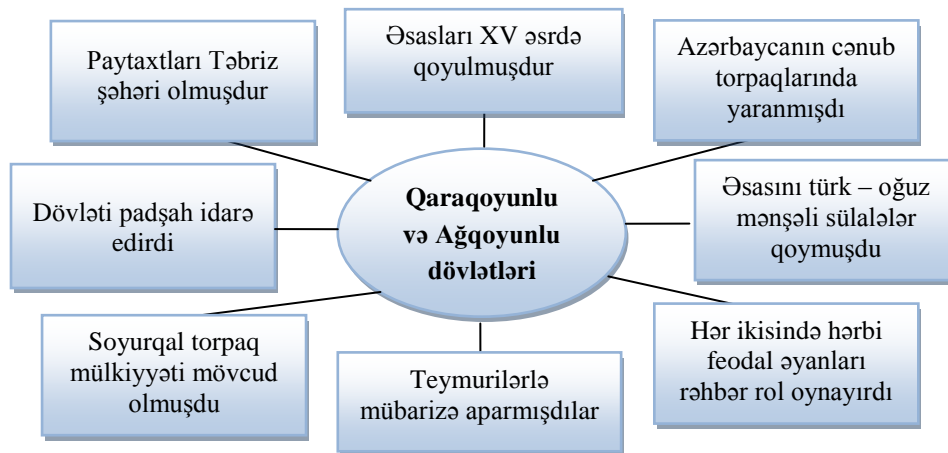 Paytaxtları Təbriz
şəhəri olmuşdur
Əsasları XV əsrdə
qoyulmuşdur
Azərbaycanın cənub
torpaqlarında
yaranmışdı
Dövləti padşah idarə
edirdi
Qaraqoyunlu
və Ağqoyunlu
dövlətləri
Əsasını türk – oğuz
mənşəli sülalələr
qoymuşdu
Soyurqal torpaq
mülkiyyəti mövcud
olmuşdu
Teymurilərlə
mübarizə aparmışdılar
Hər ikisində hərbi
feodal əyanları
rəhbər rol oynayırdı